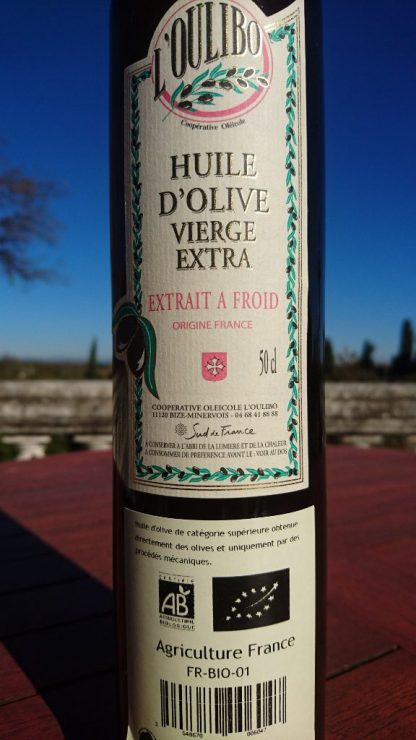 L'OULIBO
Coopérative Oléicole
HUILE
D'OLIVE
VIERGE
EXTRA
EXTRAIT A FROID
ORIGINE FRANCE
50 cl
COOPERATIVE OLEICOLE L'OULIBO
11120 BIZE-MINERVOIS - 04 68 41 88 88
Sud de France
A CONSERVER A L'ABRI DE LA LUMIERE ET DE LA CHALEUR
A CONSOMMER DE PREFERENCE AVANT LE : VOIR AU DOS
Huile d'olive de catégorie supérieure obtenue
directement des olives et uniquement par des
procédés mécaniques.
CERTIFIÉ
AB
AGRICULTURE
BIOLOGIQUE
Agriculture France
FR-BIO-01